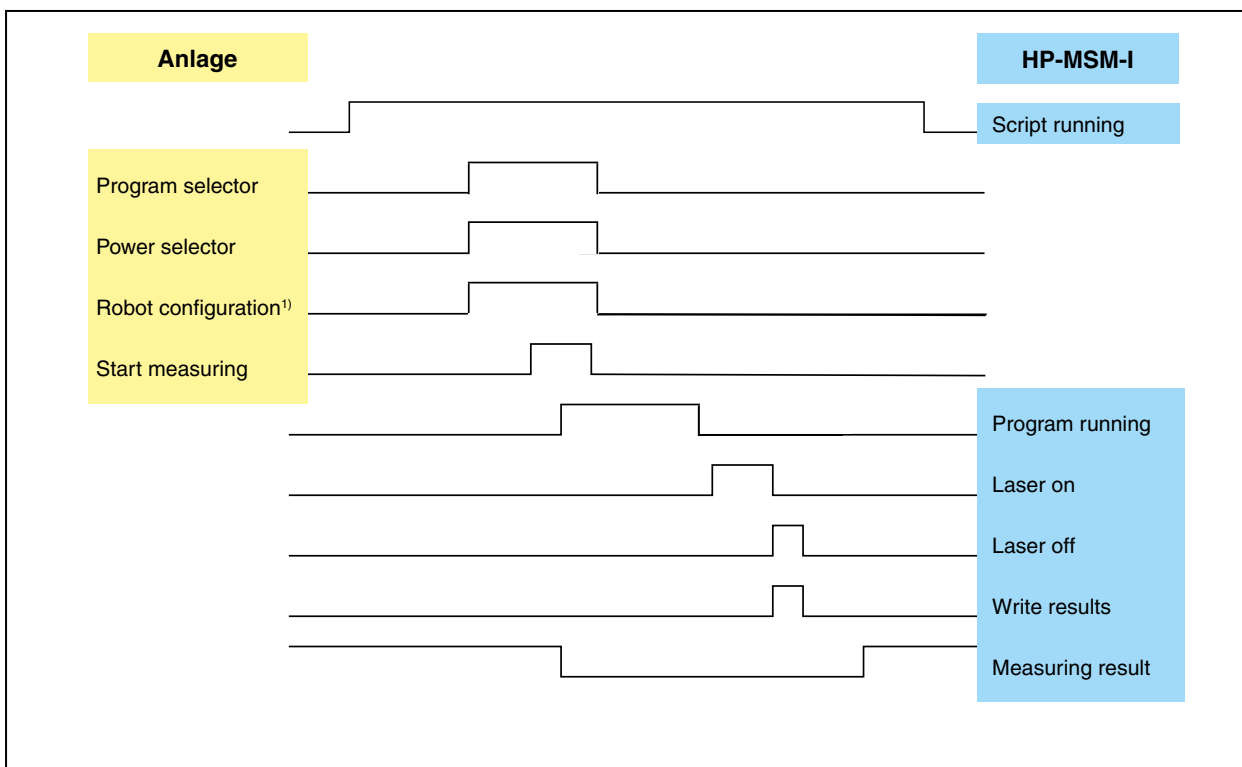 Anlage
HP-MSM-I
Script running
Program selector
Power selector
Robot configuration1)
Start measuring
Program running
Laser on
Laser off
Write results
Measuring result